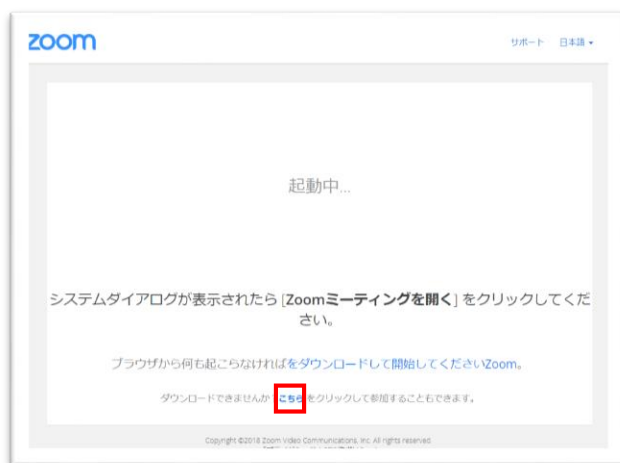 zoom
サポート 日本語
起動中...
システムダイアログが表示されたら [Zoomミーティングを開く] をクリックしてくだ
さい。
ブラウザから何も起こらなければをダウンロードして開始してくださいZoom。
ダウンロードできませんか こちらをクリックして参加することもできます。
Copyright ©2018 Zoom Video Communications, Inc. All rights reserved.